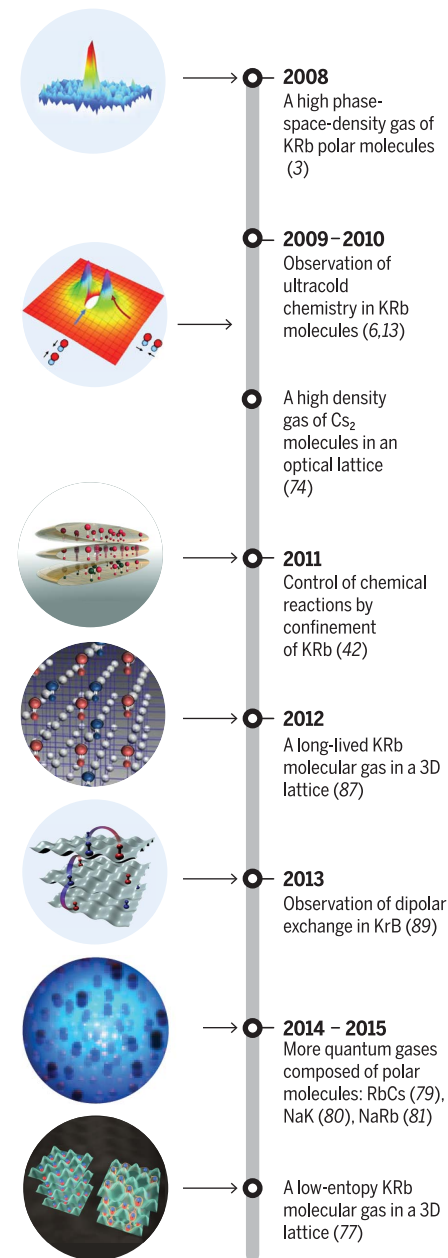 2008
A high phase-
space-density gas of
KRb polar molecules
(3)
2009 – 2010
Observation of
ultracold
chemistry in KRb
molecules (6,13)
A high density
gas of Cs₂
molecules in an
optical lattice
(74)
2011
Control of chemical
reactions by
confinement
of KRb (42)
2012
A long-lived KRb
molecular gas in a 3D
lattice (87)
2013
Observation of dipolar
exchange in KrB (89)
2014 – 2015
More quantum gases
composed of polar
molecules: RbCs (79),
NaK (80), NaRb (81)
A low-entropy KRb
molecular gas in a 3D
lattice (77)